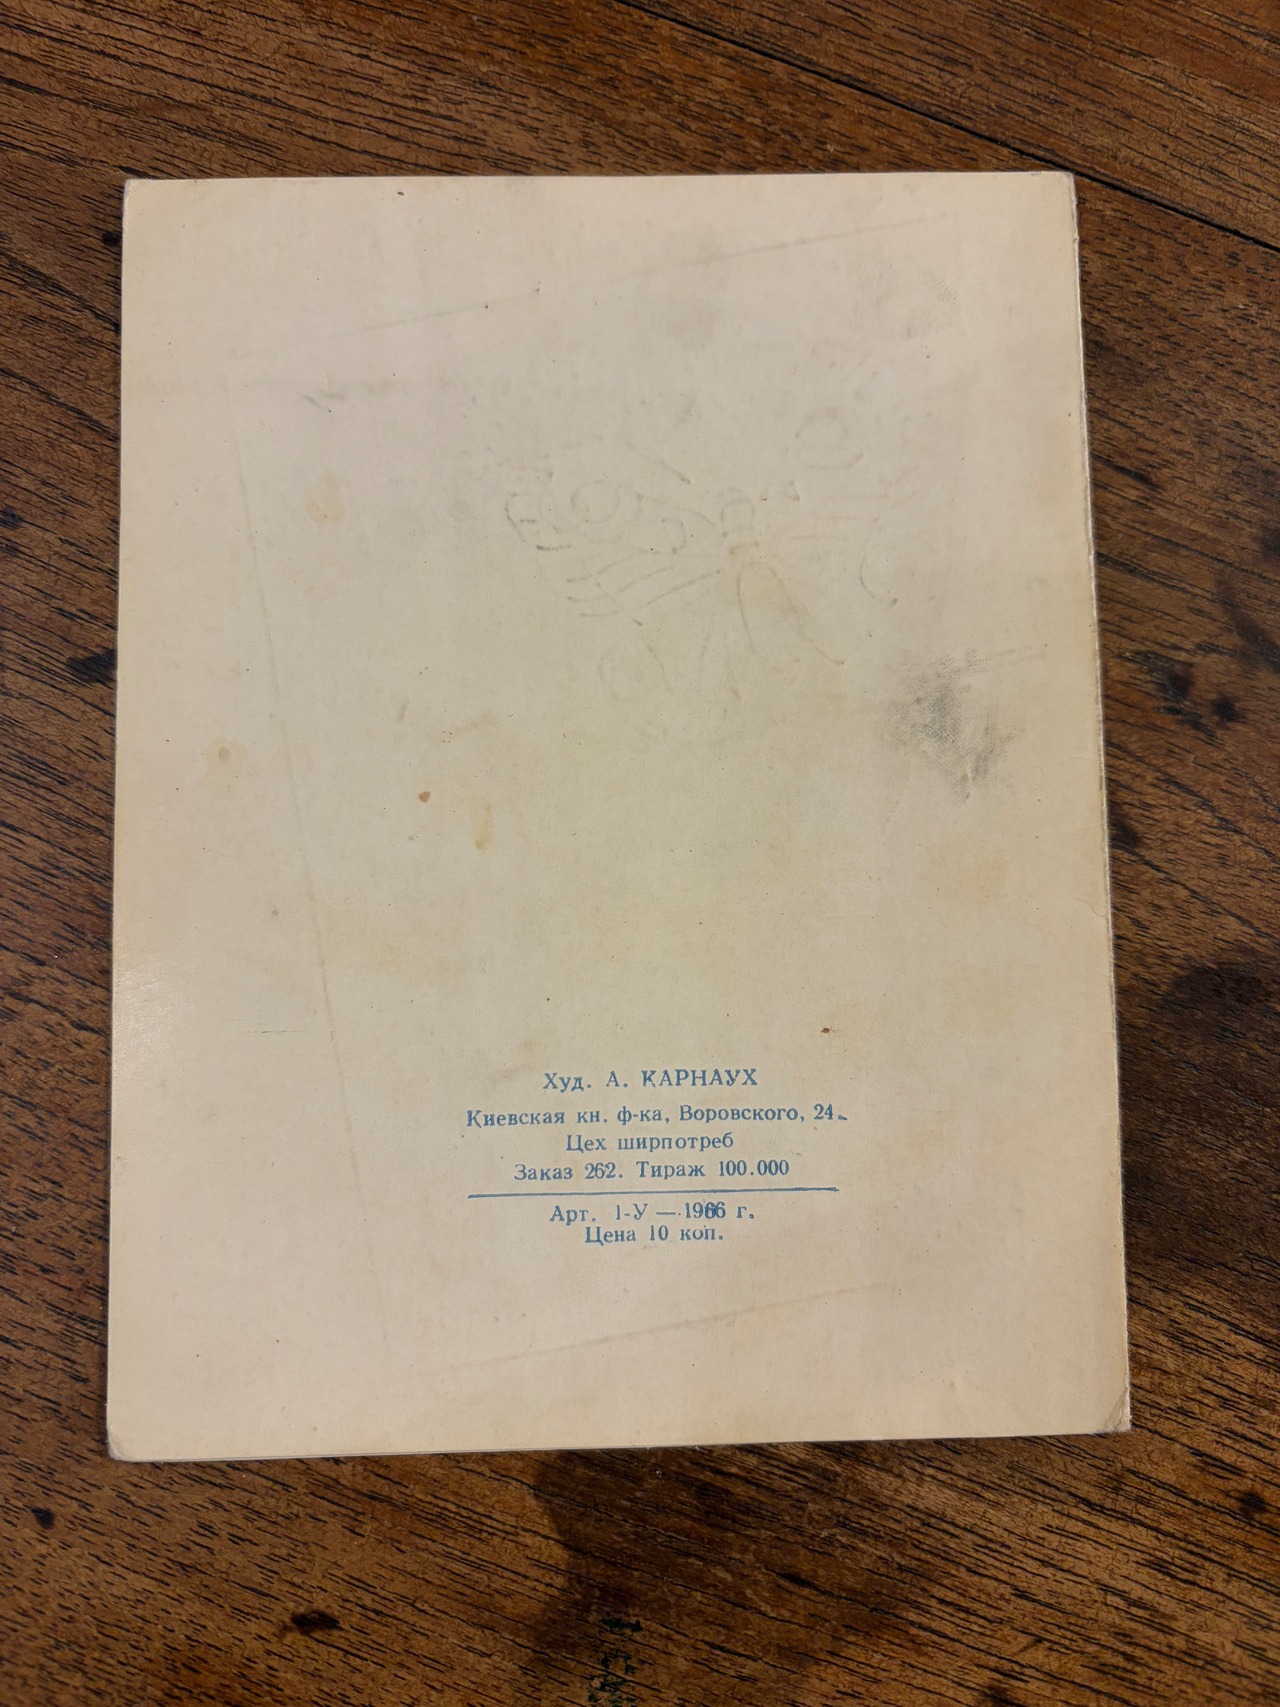 Худ. А. КАРНАУХ
Киевская кн. ф-ка, Воровского, 24.
Цех ширпотреб
Заказ 262. Тираж 100.000
Арт. 1-У — 1966 г.
Цена 10 коп.